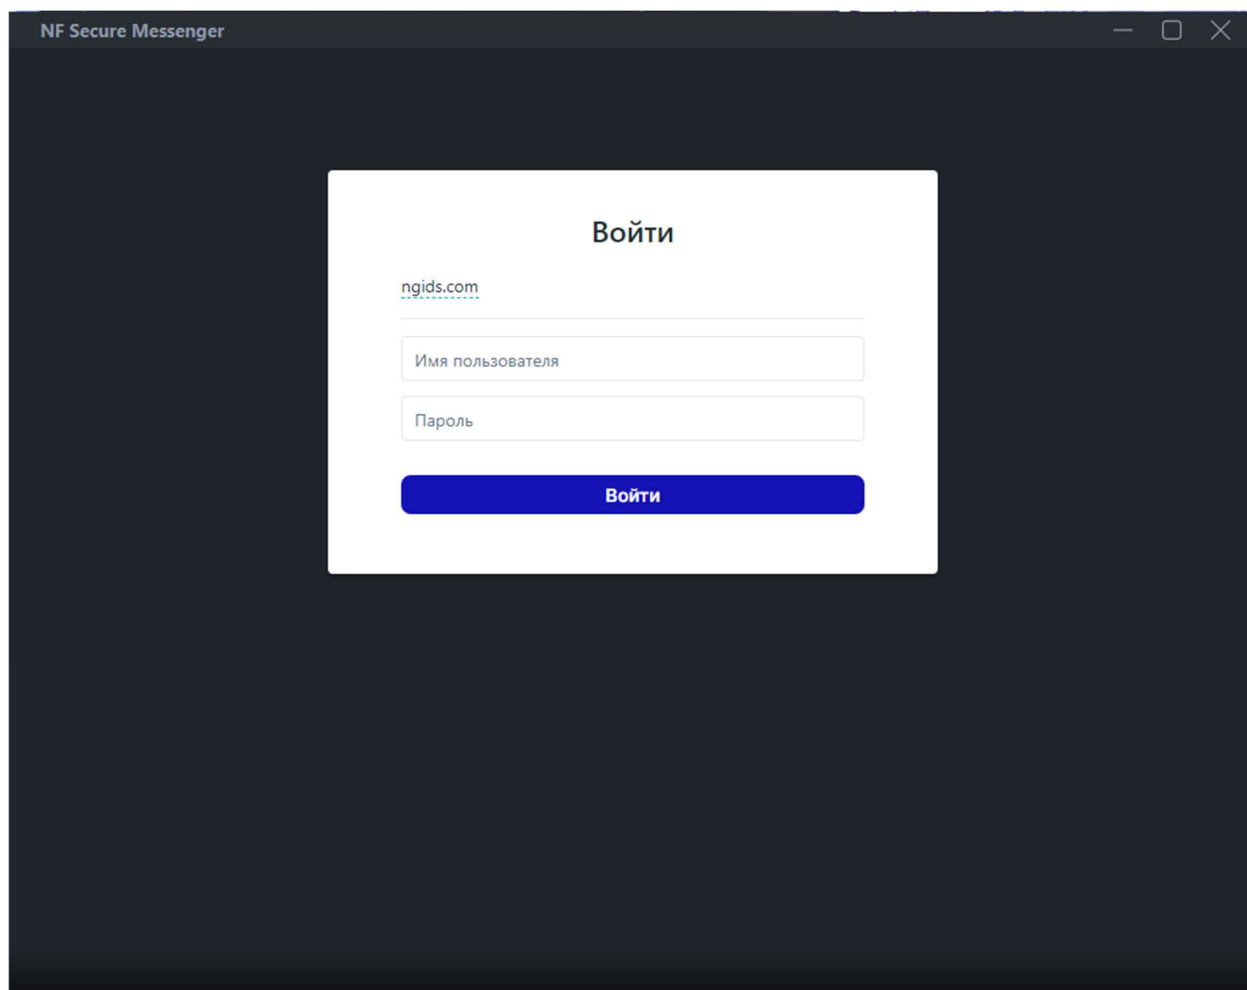 NF Secure Messenger
Войти
ngids.com
Имя пользователя
Пароль
Войти